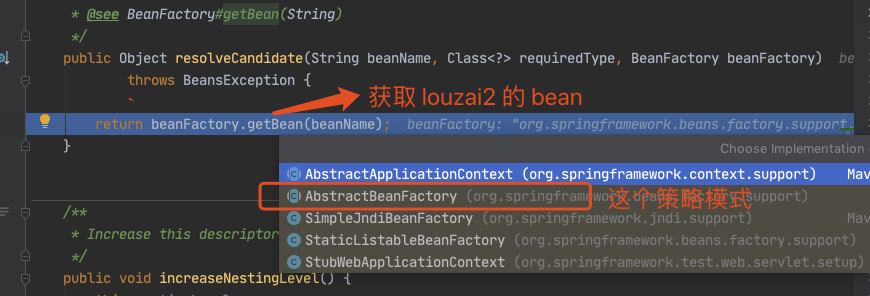 * @see BeanFactory#getBean(String)
*/
public Object resolveCandidate(String beanName, Class<?> requiredType, BeanFactory beanFactory) be
throws BeansException {
获取 louzai2 的 bean
return beanFactory.getBean(beanName); beanFactory: "org.springframework.beans.factory.support.
}
Choose Implementation
AbstractApplicationContext (org.springframework.context.support) Mav
AbstractBeanFactory (org.springframework.beans.factory.support)
这个策略模式
SimpleJndiBeanFactory (org.springframework.jndi.support) Mav
StaticListableBeanFactory (org.springframework.beans.factory.support)
StubWebApplicationContext (org.springframework.test.web.servlet.setup)
/**
* Increase this descriptor
*/
public void increaseNestingLevel() {